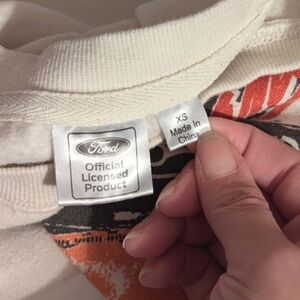 Ford
Official
Licensed
Product
XS
Made in
China